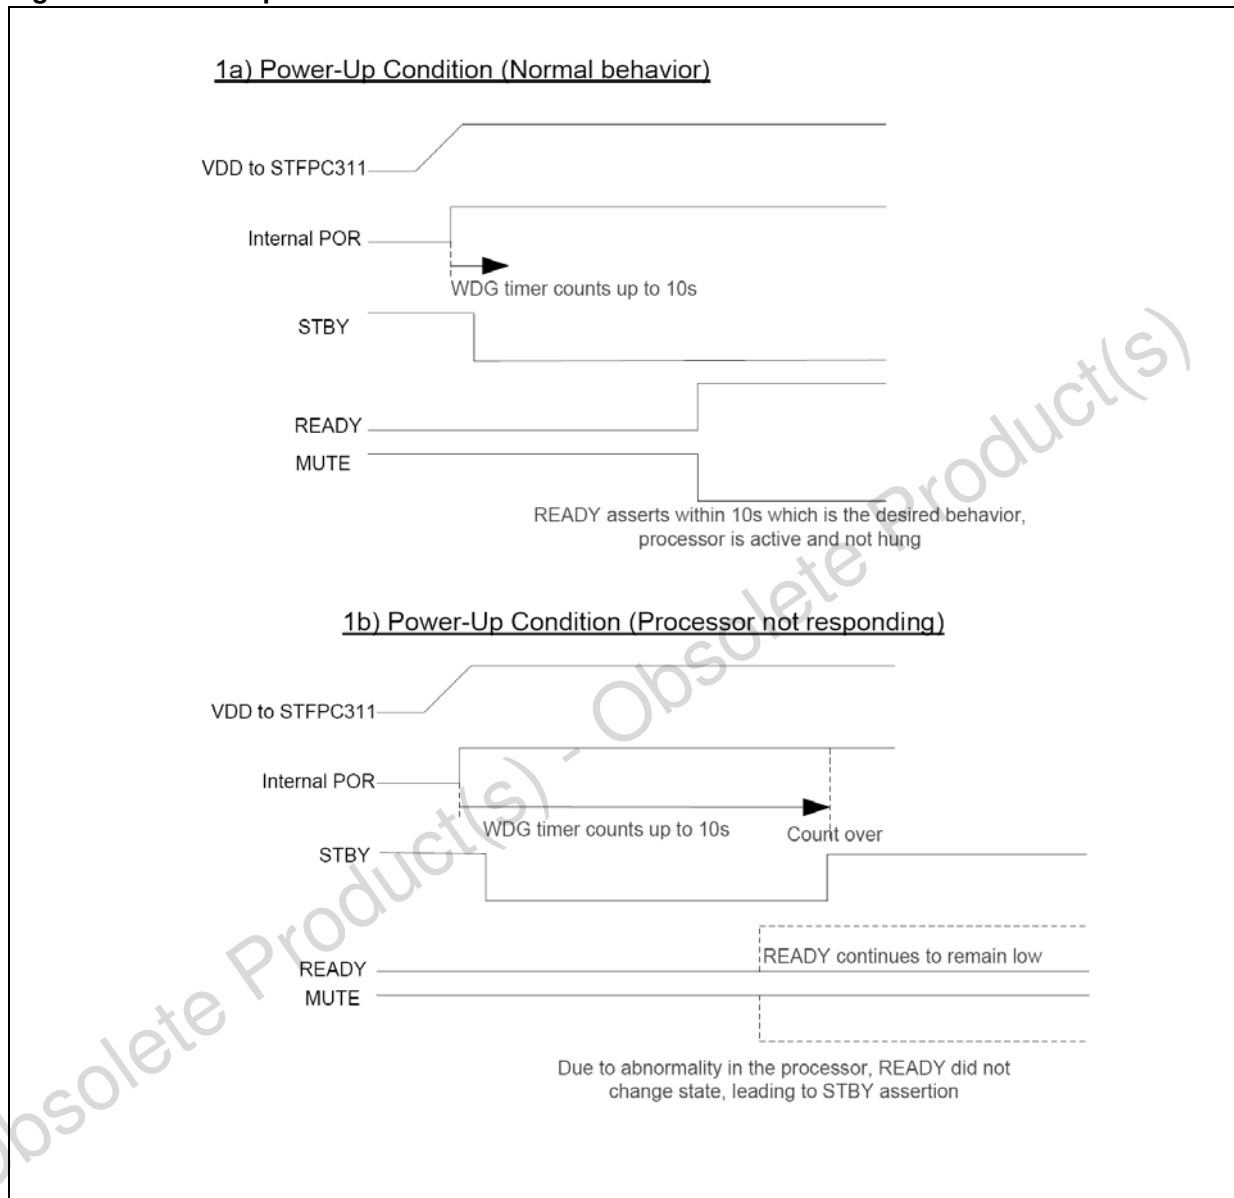 1a) Power-Up Condition (Normal behavior)
VDD to STFPC311
Internal POR
WDG timer counts up to 10s
STBY
READY
MUTE
READY asserts within 10s which is the desired behavior,
processor is active and not hung
1b) Power-Up Condition (Processor not responding)
VDD to STFPC311
Internal POR
WDG timer counts up to 10s
Count over
STBY
READY continues to remain low
READY
MUTE
Due to abnormality in the processor, READY did not
change state, leading to STBY assertion
Obsolete Product(s) - Obsolete Product(s)